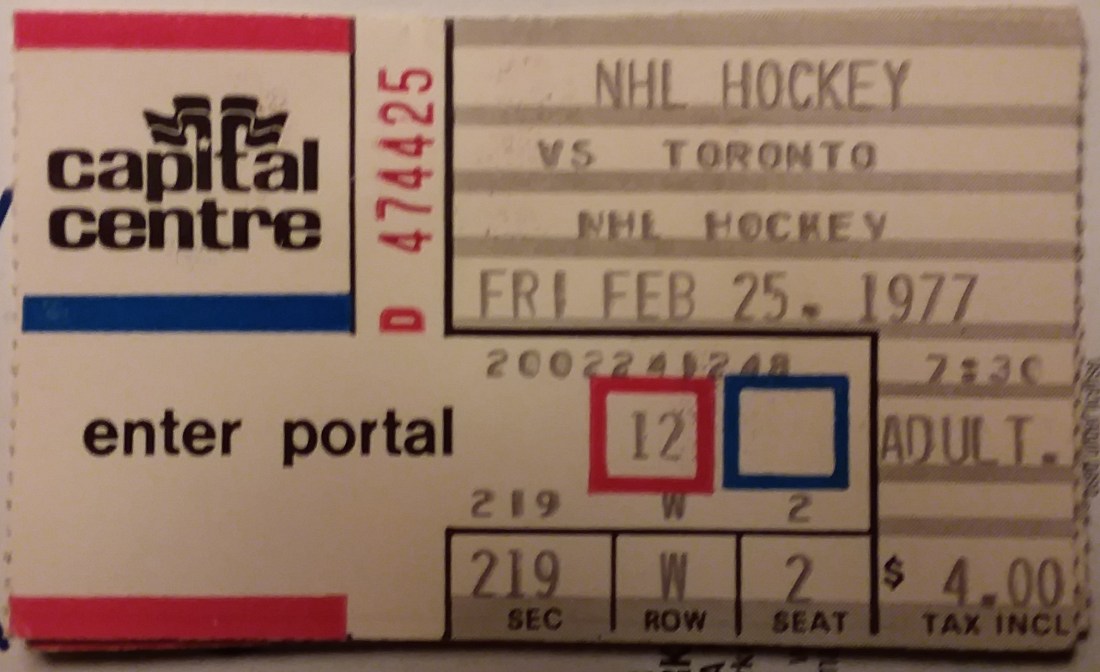 capital
centre
D 474425
NHL HOCKEY
VS TORONTO
NHL HOCKEY
FRI FEB 25. 1977
2002241248 7:30
enter portal 12 ADULT.
219 W 2
219 W 2 $ 4.00
SEC ROW SEAT TAX INCL